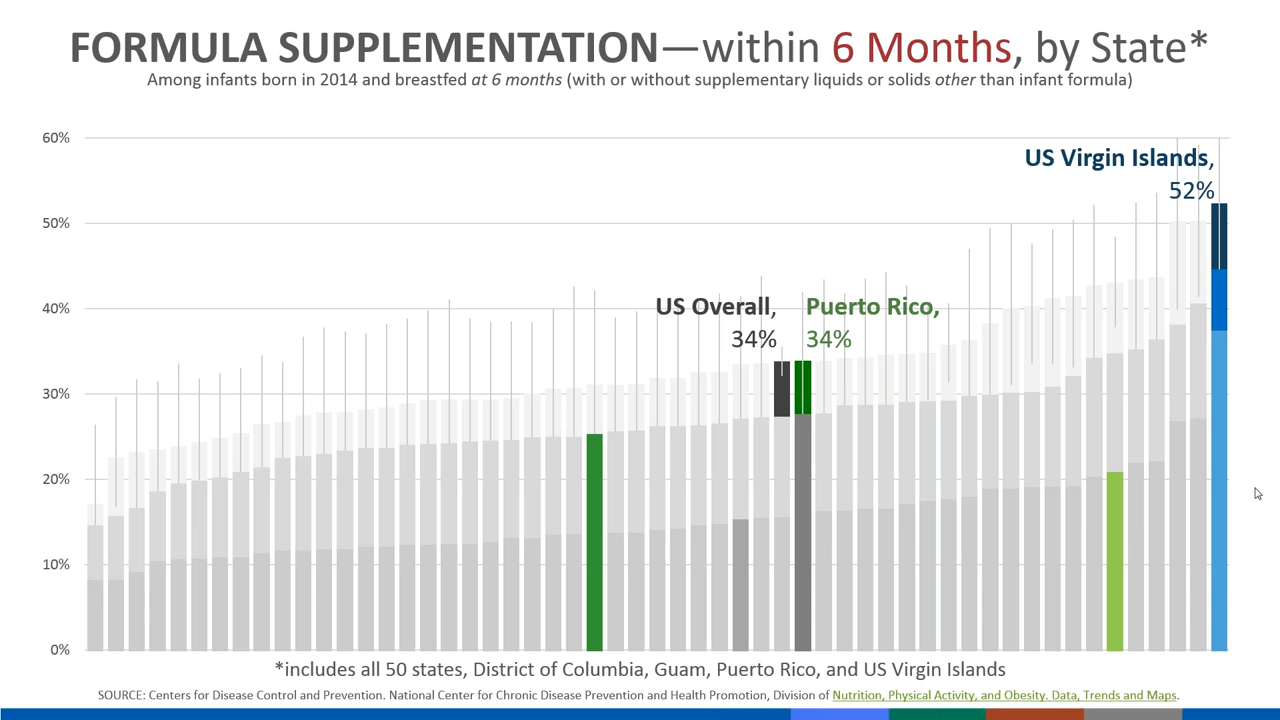 FORMULA SUPPLEMENTATION—within 6 Months, by State*
Among infants born in 2014 and breastfed at 6 months (with or without supplementary liquids or solids other than infant formula)
60%
50%
40%
30%
20%
10%
0%
US Virgin Islands,
52%
US Overall,
34%
Puerto Rico,
34%
*includes all 50 states, District of Columbia, Guam, Puerto Rico, and US Virgin Islands
SOURCE: Centers for Disease Control and Prevention. National Center for Chronic Disease Prevention and Health Promotion, Division of Nutrition, Physical Activity, and Obesity. Data, Trends and Maps.